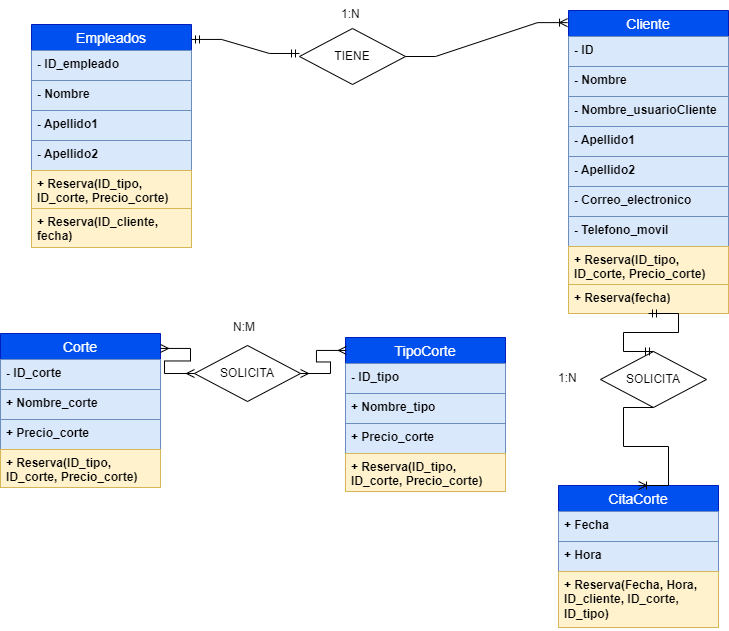 1:N
Empleados
- ID_empleado
- Nombre
- Apellido1
- Apellido2
+ Reserva(ID_tipo,
ID_corte, Precio_corte)
+ Reserva(ID_cliente,
fecha)
TIENE
Cliente
- ID
- Nombre
- Nombre_usuarioCliente
- Apellido1
- Apellido2
- Correo_electronico
- Telefono_movil
+ Reserva(ID_tipo,
ID_corte, Precio_corte)
+ Reserva(fecha)
N:M
Corte
- ID_corte
+ Nombre_corte
+ Precio_corte
+ Reserva(ID_tipo,
ID_corte, Precio_corte)
SOLICITA
TipoCorte
- ID_tipo
+ Nombre_tipo
+ Precio_corte
+ Reserva(ID_tipo,
ID_corte, Precio_corte)
1:N
SOLICITA
CitaCorte
+ Fecha
+ Hora
+ Reserva(Fecha, Hora,
ID_cliente, ID_corte,
ID_tipo)